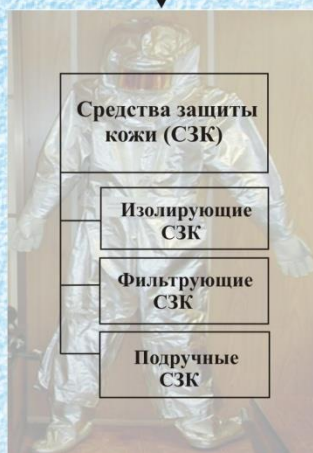 Средства защиты
кожи (СЗК)
Изолирующие
СЗК
Фильтрующие
СЗК
Подручные
СЗК